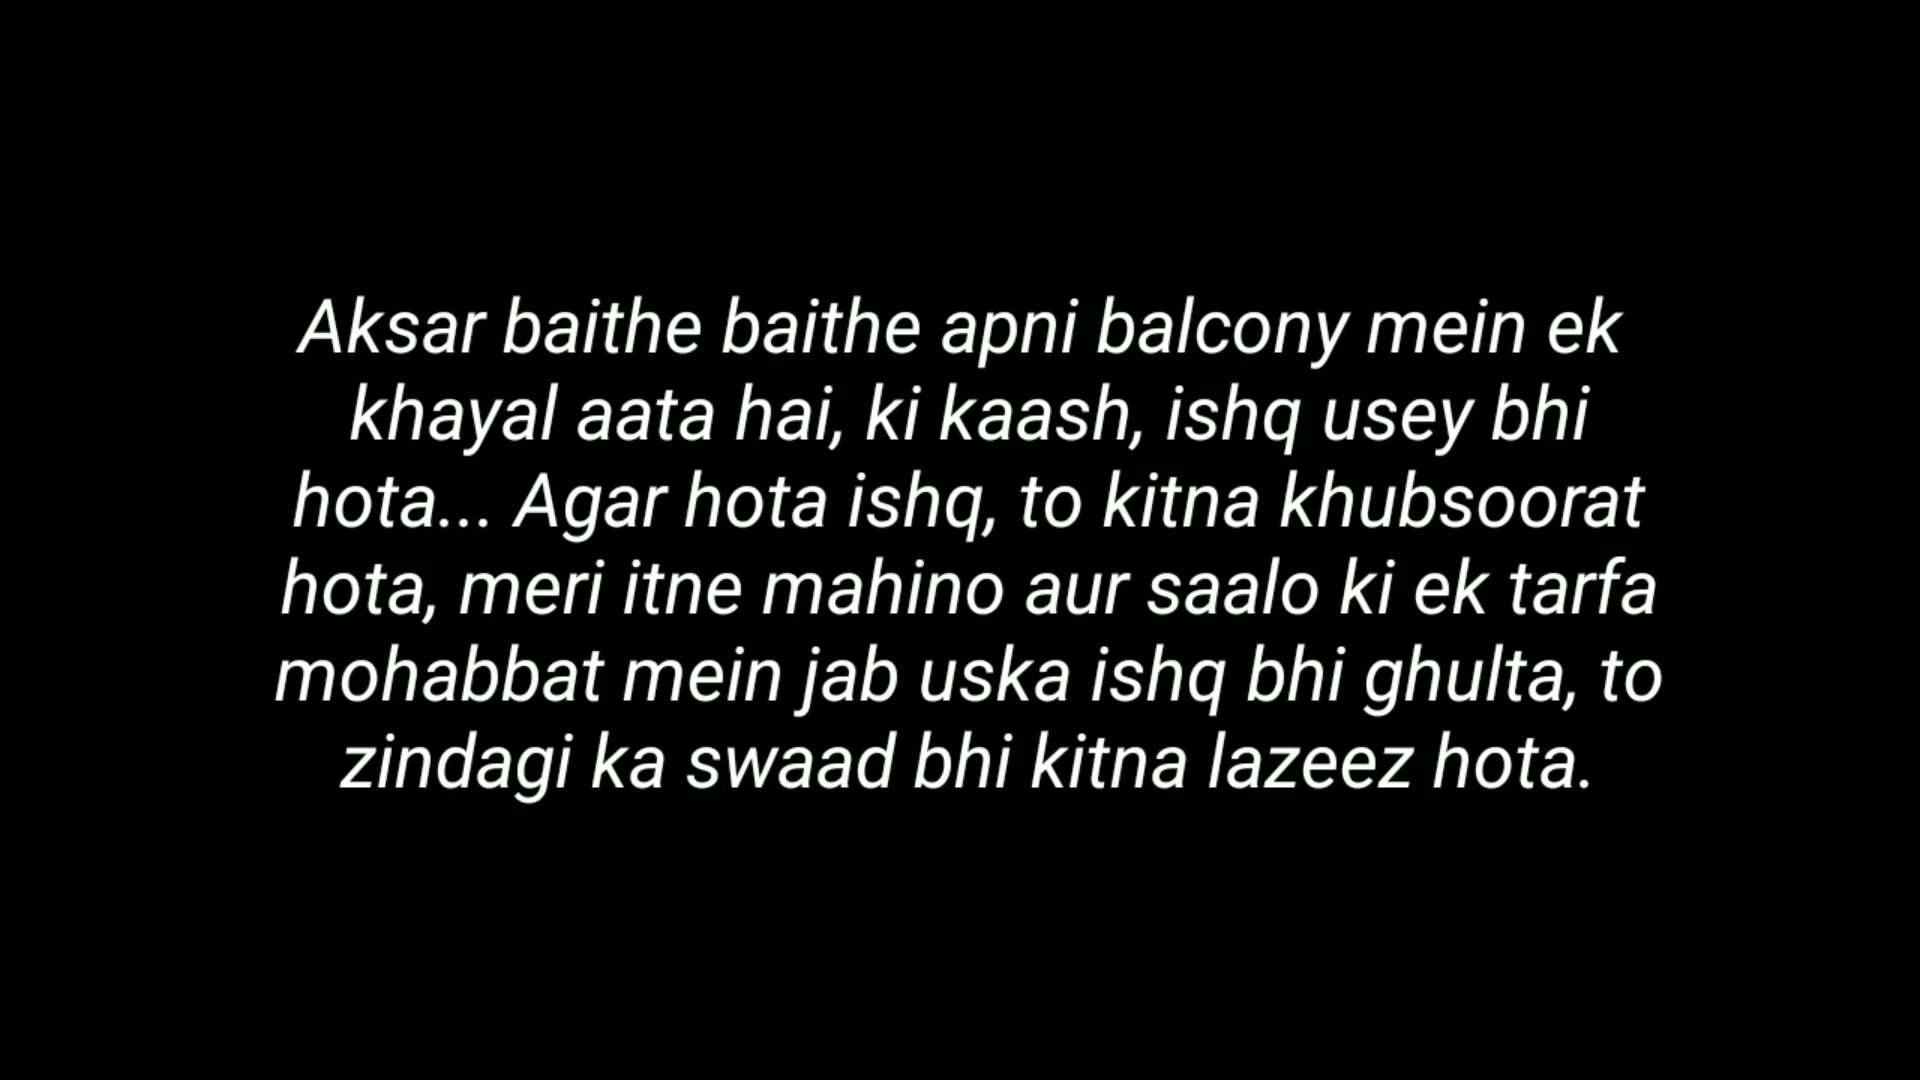 Aksar baithe baithe apni balcony mein ek
khayal aata hai, ki kaash, ishq usey bhi
hota... Agar hota ishq, to kitna khubsoorat
hota, meri itne mahino aur saalo ki ek tarfa
mohabbat mein jab uska ishq bhi ghulta, to
zindagi ka swaad bhi kitna lazeez hota.